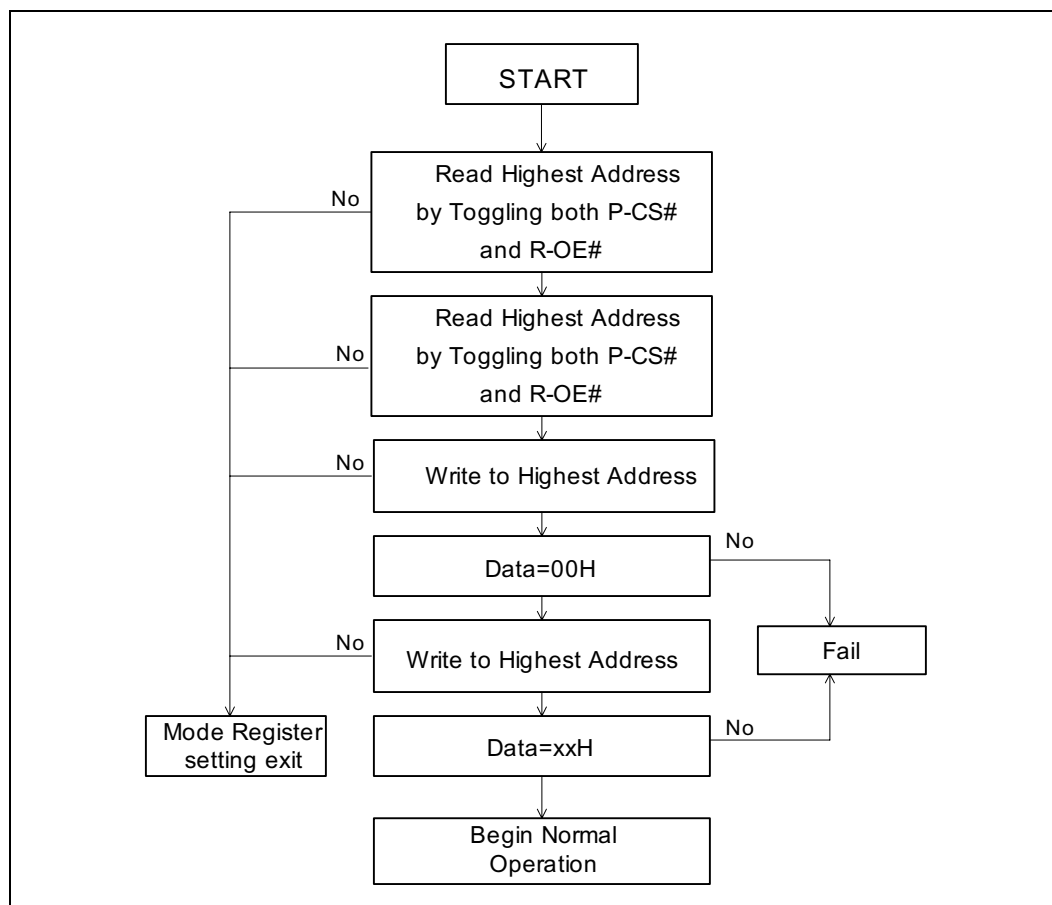 START
Read Highest Address
No
by Toggling both P-CS#
and R-OE#
Read Highest Address
No
by Toggling both P-CS#
and R-OE#
No
Write to Highest Address
No
Data=00H
No
Write to Highest Address
Fail
Mode Register
setting exit
No
Data=xxH
Begin Normal
Operation